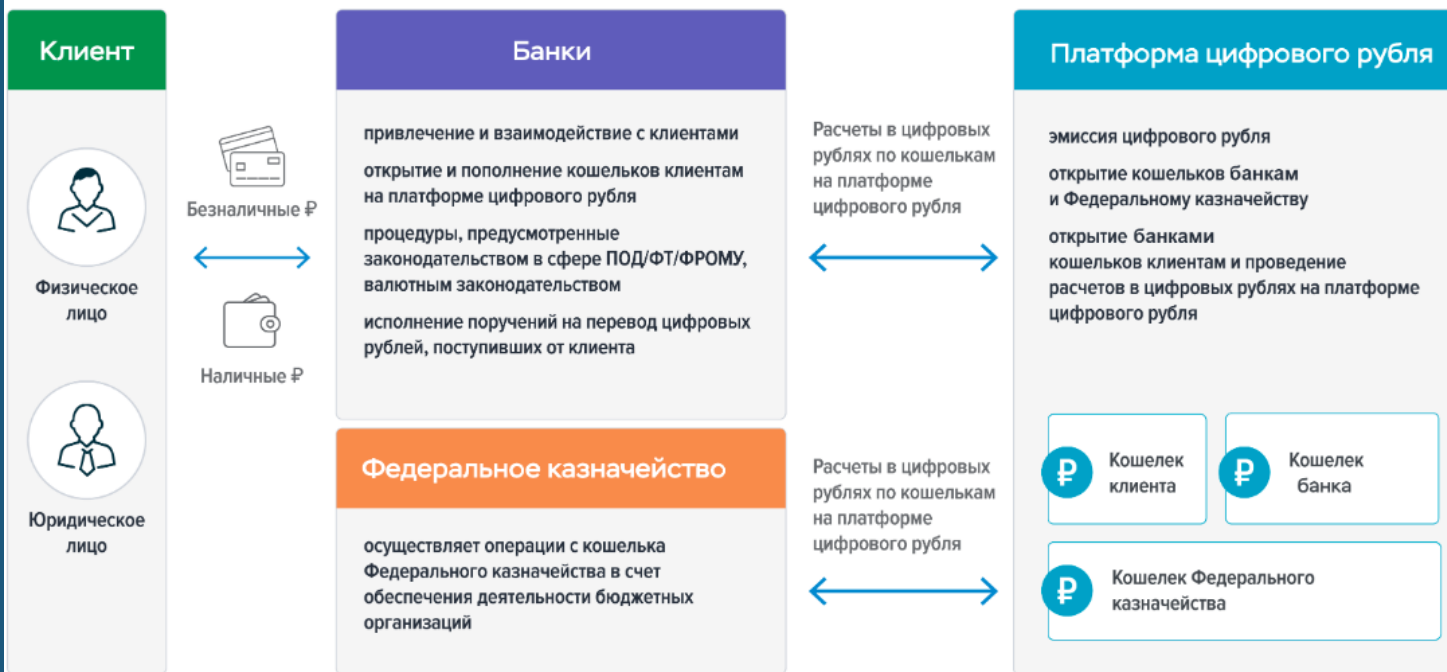 Клиент
Физическое
лицо
Юридическое
лицо
Безналичные ₽
Наличные ₽
Банки
привлечение и взаимодействие с клиентами
открытие и пополнение кошельков клиентам
на платформе цифрового рубля
процедуры, предусмотренные
законодательством в сфере ПОД/ФТ/ФРОМУ,
валютным законодательством
исполнение поручений на перевод цифровых
рублей, поступивших от клиента
Федеральное казначейство
осуществляет операции с кошелька
Федерального казначейства в счет
обеспечения деятельности бюджетных
организаций
Расчеты в цифровых
рублях по кошелькам
на платформе
цифрового рубля
Расчеты в цифровых
рублях по кошелькам
на платформе
цифрового рубля
Платформа цифрового рубля
эмиссия цифрового рубля
открытие кошельков банкам
и Федеральному казначейству
открытие банками
кошельков клиентам и проведение
расчетов в цифровых рублях на платформе
цифрового рубля
₽ Кошелек
клиента
₽ Кошелек
банка
₽ Кошелек Федерального
казначейства